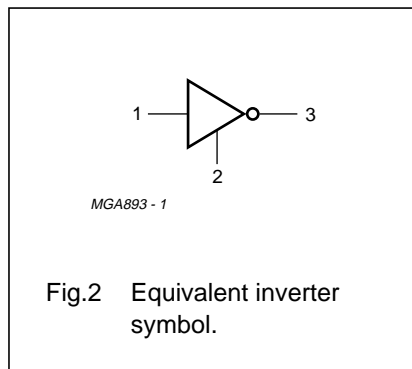 1
3
2
MGA893 - 1
Fig.2 Equivalent inverter
symbol.